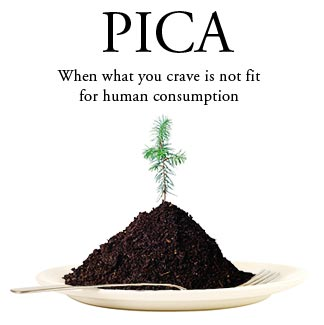 PICA
When what you crave is not fit
for human consumption